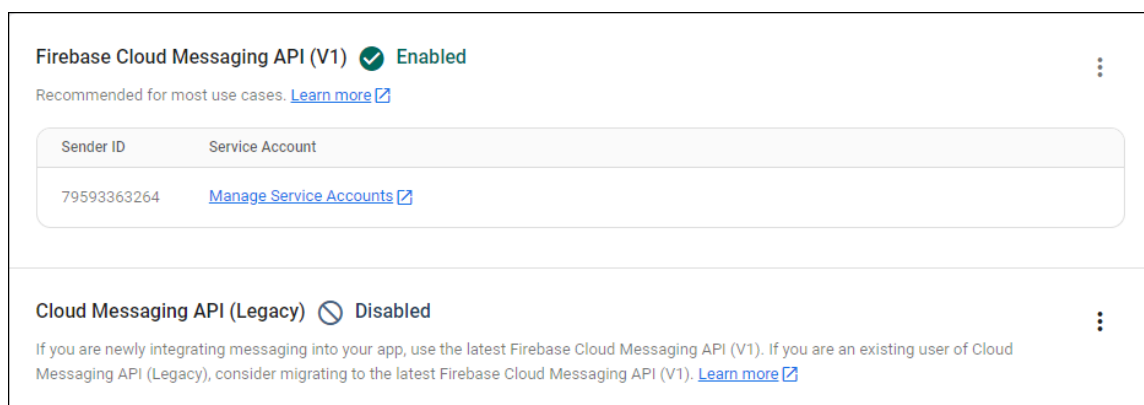 Firebase Cloud Messaging API (V1) Enabled
Recommended for most use cases. Learn more
Sender ID Service Account
79593363264 Manage Service Accounts
Cloud Messaging API (Legacy) Disabled
If you are newly integrating messaging into your app, use the latest Firebase Cloud Messaging API (V1). If you are an existing user of Cloud
Messaging API (Legacy), consider migrating to the latest Firebase Cloud Messaging API (V1). Learn more